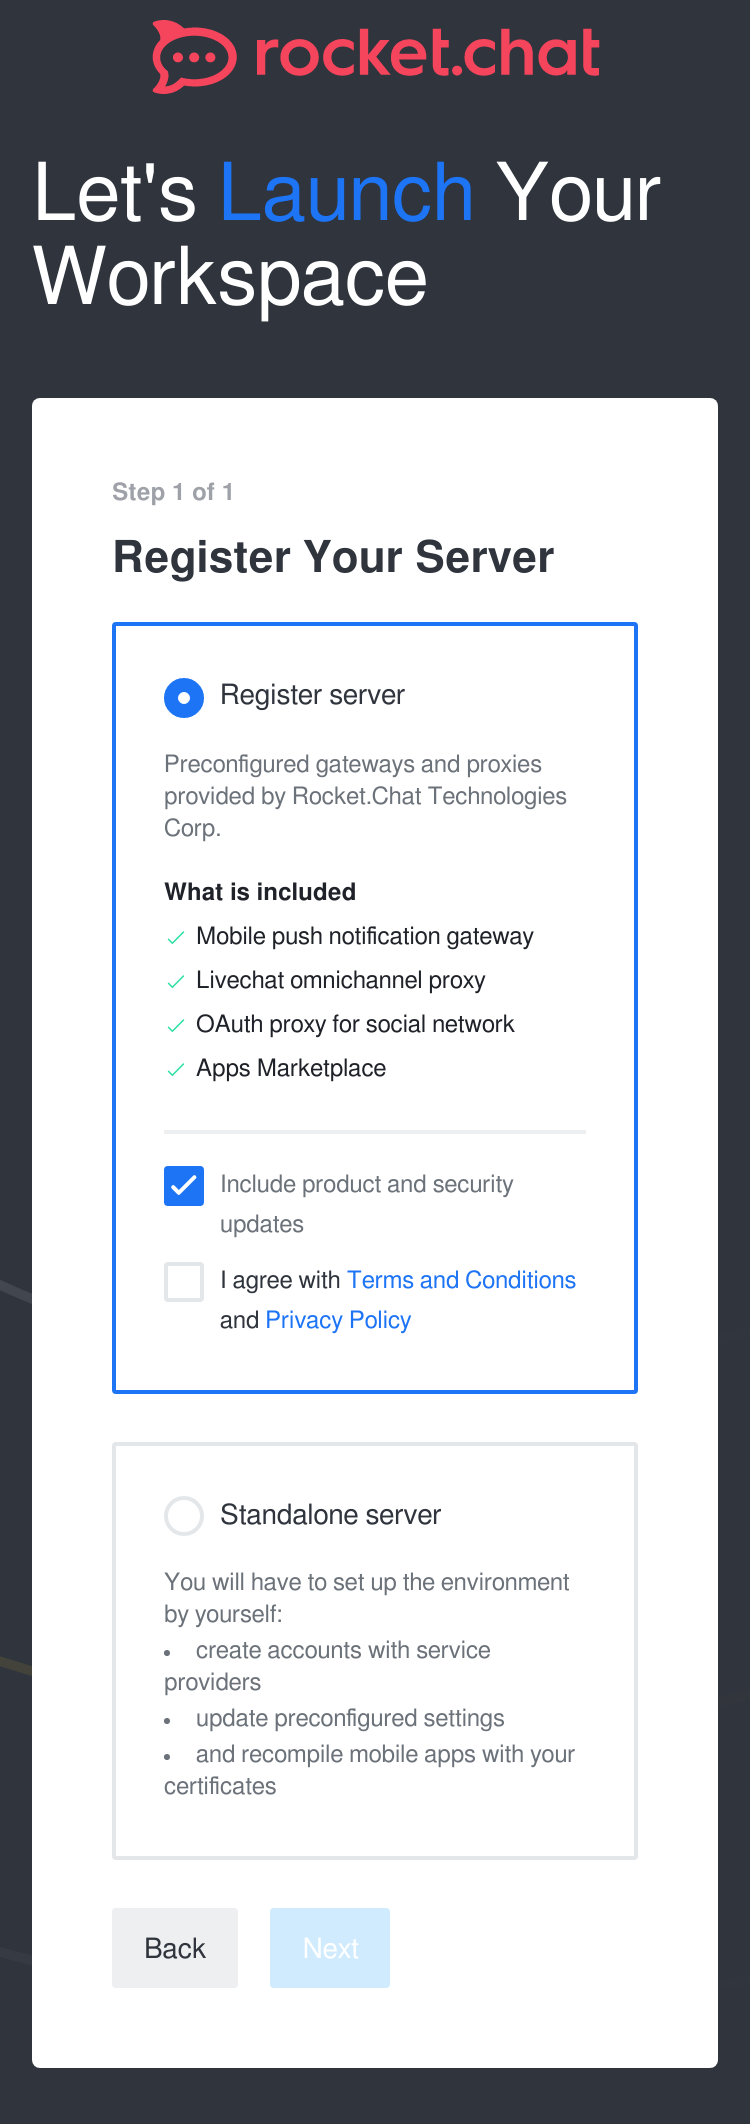 rocket.chat
Let's Launch Your
Workspace
Step 1 of 1
Register Your Server
Register server
Preconfigured gateways and proxies
provided by Rocket.Chat Technologies
Corp.
What is included
Mobile push notification gateway
Livechat omnichannel proxy
OAuth proxy for social network
Apps Marketplace
Include product and security
updates
I agree with Terms and Conditions
and Privacy Policy
Standalone server
You will have to set up the environment
by yourself:
• create accounts with service
providers
• update preconfigured settings
• and recompile mobile apps with your
certificates
Back
Next